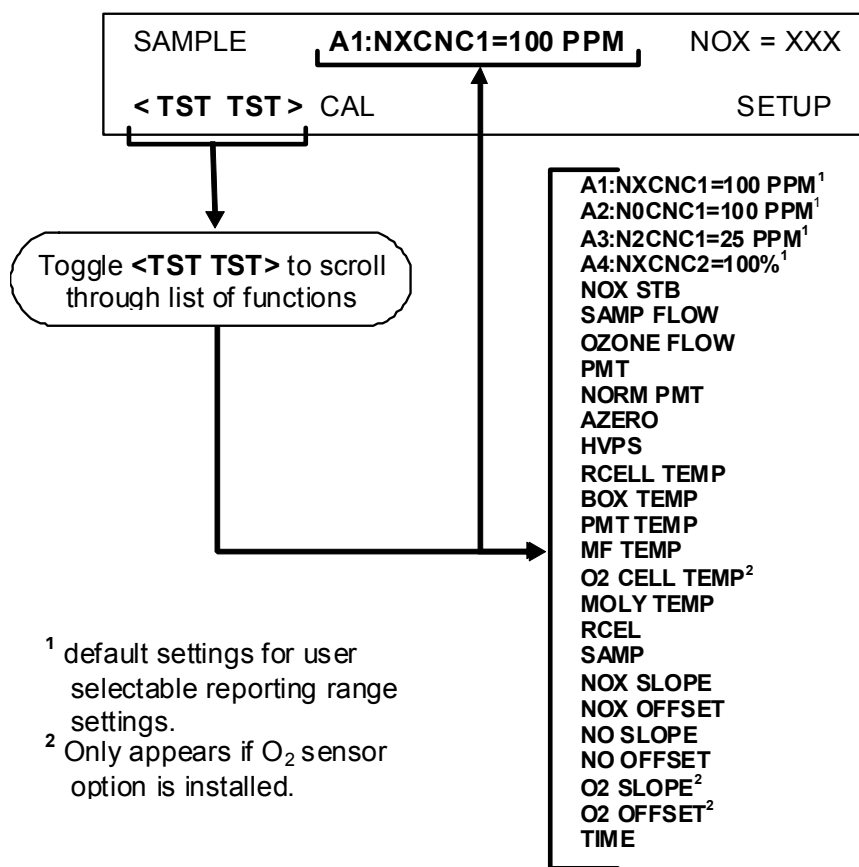 SAMPLE A1:NXCNC1=100 PPM NOX = XXX
< TST TST > CAL SETUP
Toggle <TST TST> to scroll
through list of functions
A1:NXCNC1=100 PPM¹
A2:N0CNC1=100 PPM¹
A3:N2CNC1=25 PPM¹
A4:NXCNC2=100%¹
NOX STB
SAMP FLOW
OZONE FLOW
PMT
NORM PMT
AZERO
HVPS
RCELL TEMP
BOX TEMP
PMT TEMP
MF TEMP
O2 CELL TEMP²
MOLY TEMP
RCEL
SAMP
NOX SLOPE
NOX OFFSET
NO SLOPE
NO OFFSET
O2 SLOPE²
O2 OFFSET²
TIME
¹ default settings for user
selectable reporting range
settings.
² Only appears if O₂ sensor
option is installed.